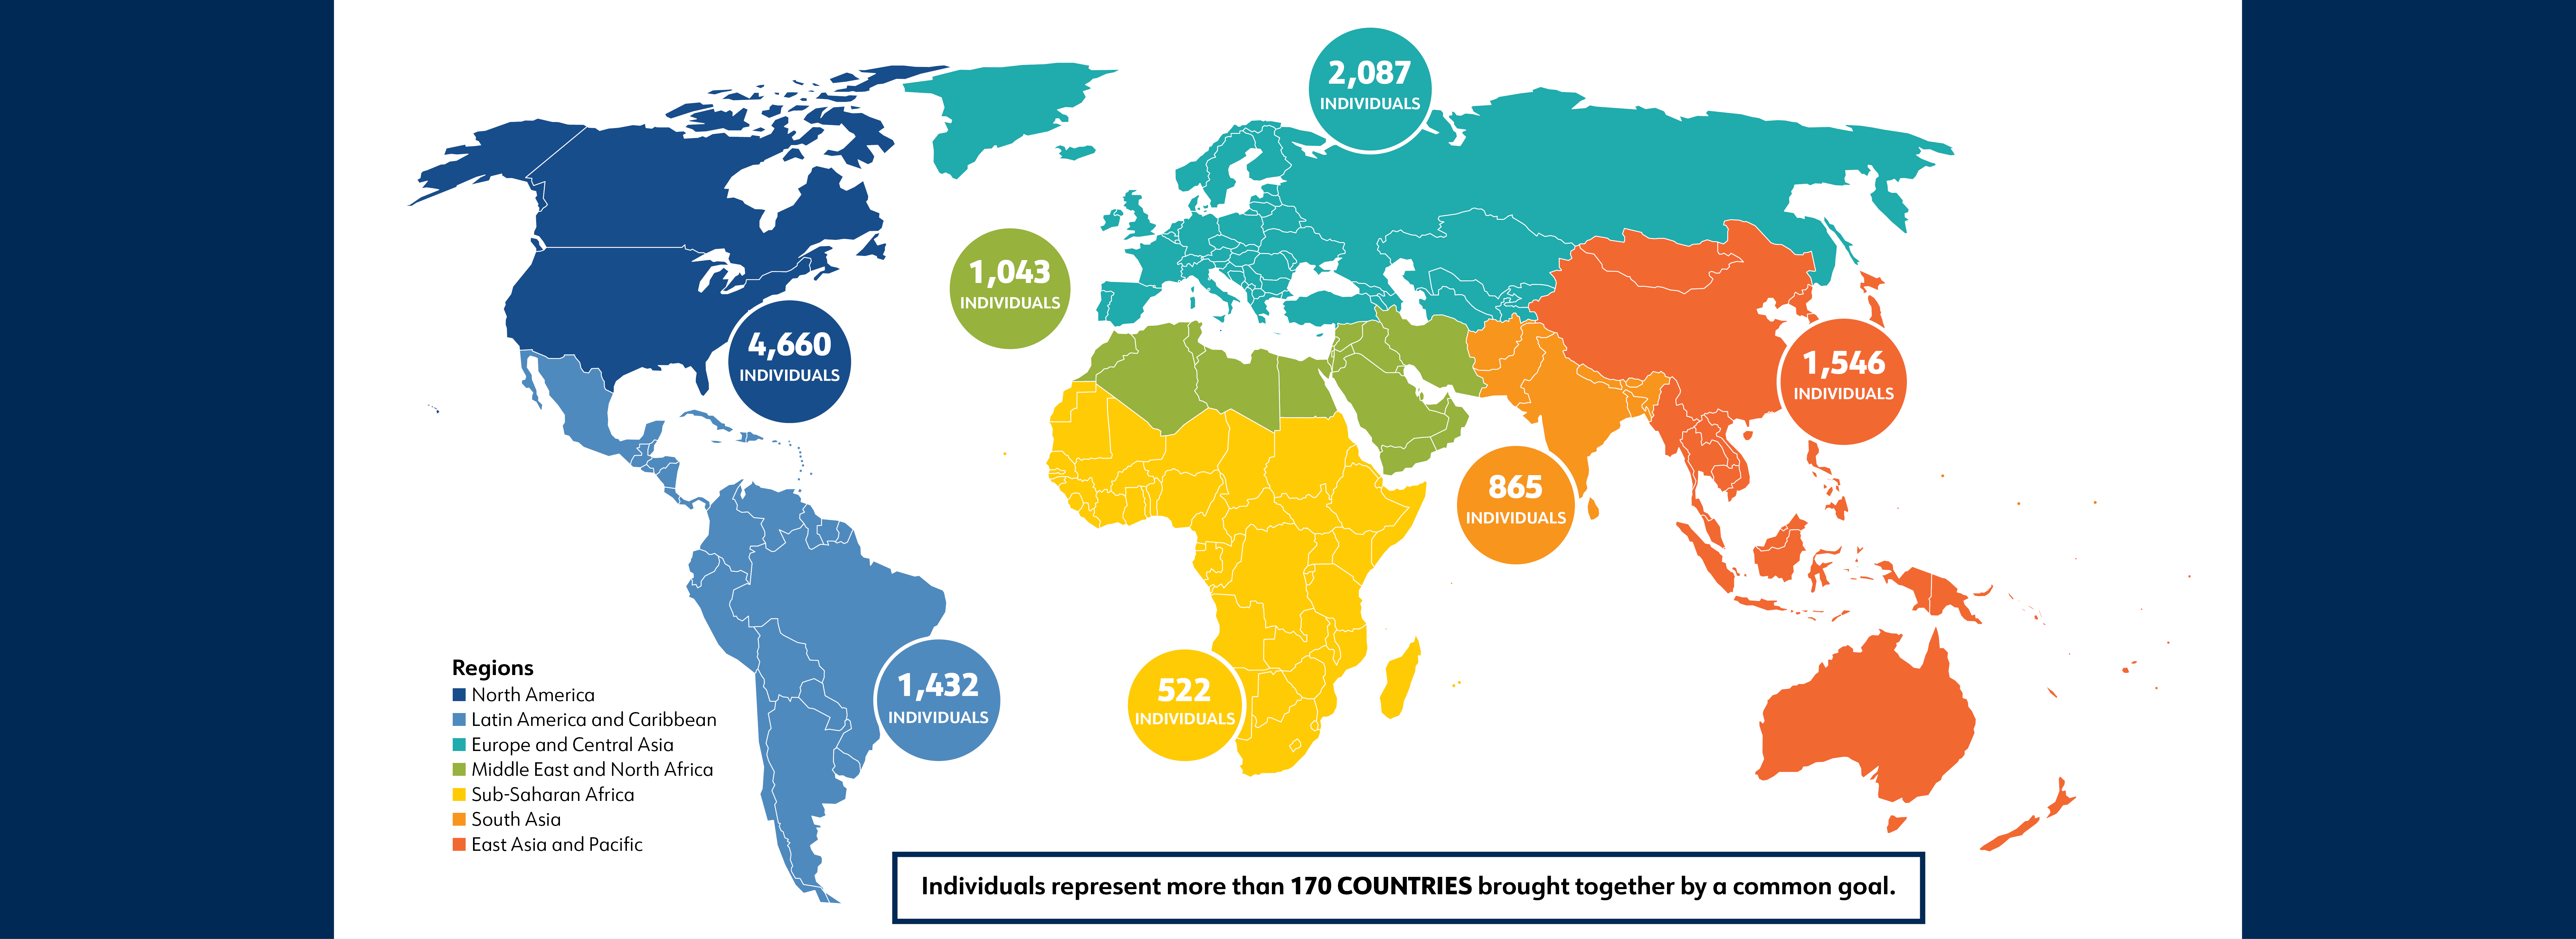 2,087
INDIVIDUALS
1,043
INDIVIDUALS
4,660
INDIVIDUALS
1,546
INDIVIDUALS
865
INDIVIDUALS
1,432
INDIVIDUALS
522
INDIVIDUALS
Regions
North America
Latin America and Caribbean
Europe and Central Asia
Middle East and North Africa
Sub-Saharan Africa
South Asia
East Asia and Pacific
Individuals represent more than 170 COUNTRIES brought together by a common goal.